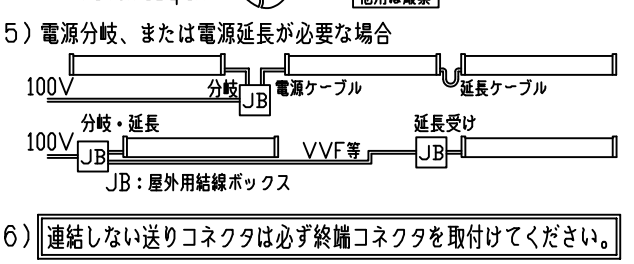 5）電源分岐、または電源延長が必要な場合
100V 分岐 JB 電源ケーブル 延長ケーブル
分岐・延長 延長受け
100V JB VVF等 JB
JB：屋外用結線ボックス
6）連結しない送りコネクタは必ず終端コネクタを取付けてください。